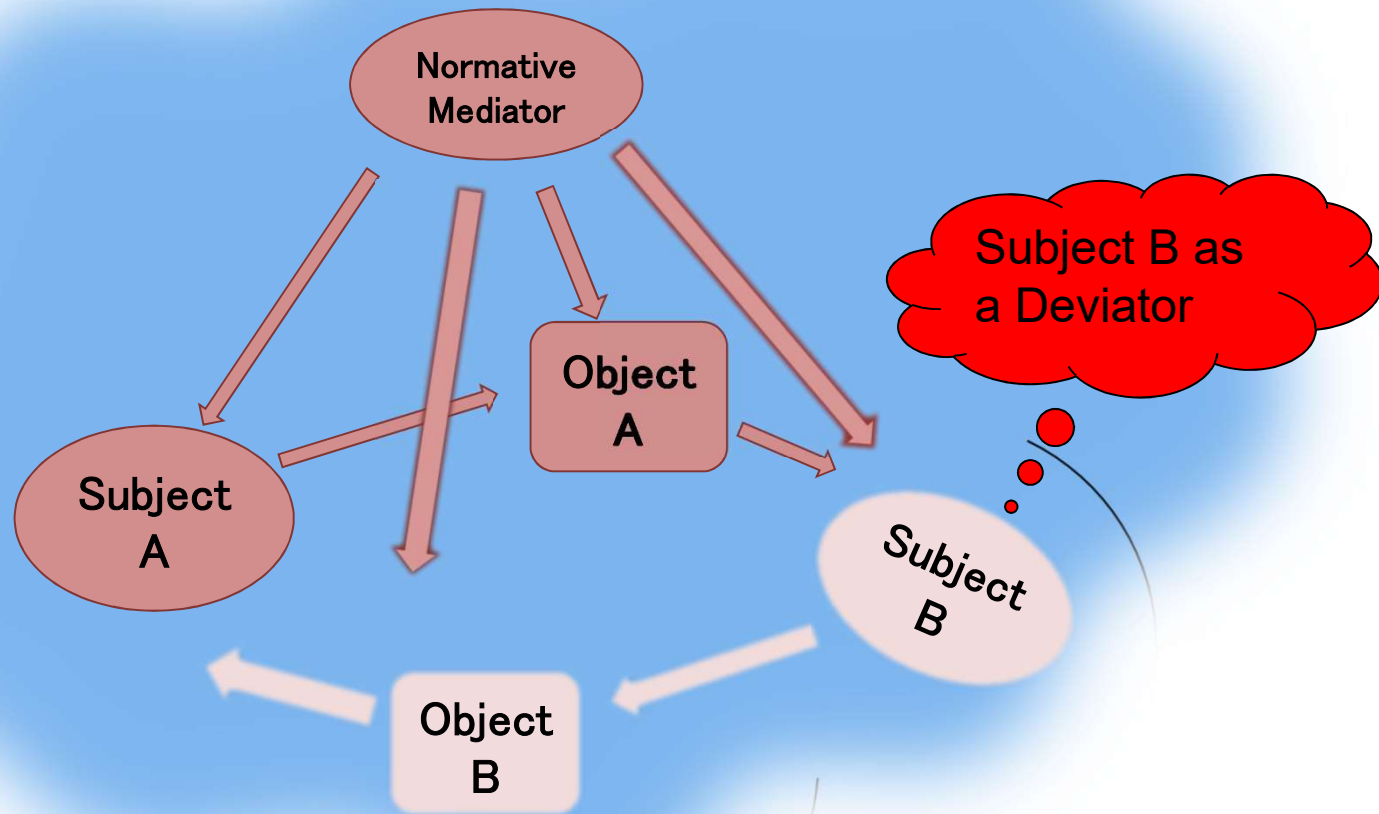 Normative
Mediator
Subject B as
a Deviator
Object
A
Subject
A
Subject
B
Object
B